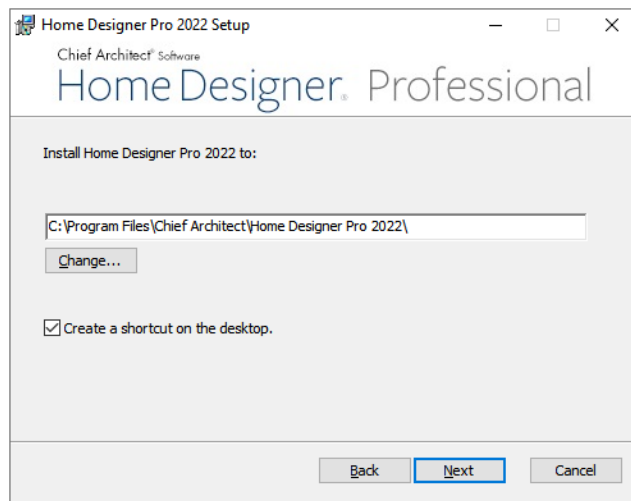 Home Designer Pro 2022 Setup
Chief Architect® Software
Home Designer® Professional
Install Home Designer Pro 2022 to:
C:\Program Files\Chief Architect\Home Designer Pro 2022\
Change...
Create a shortcut on the desktop.
Back Next Cancel